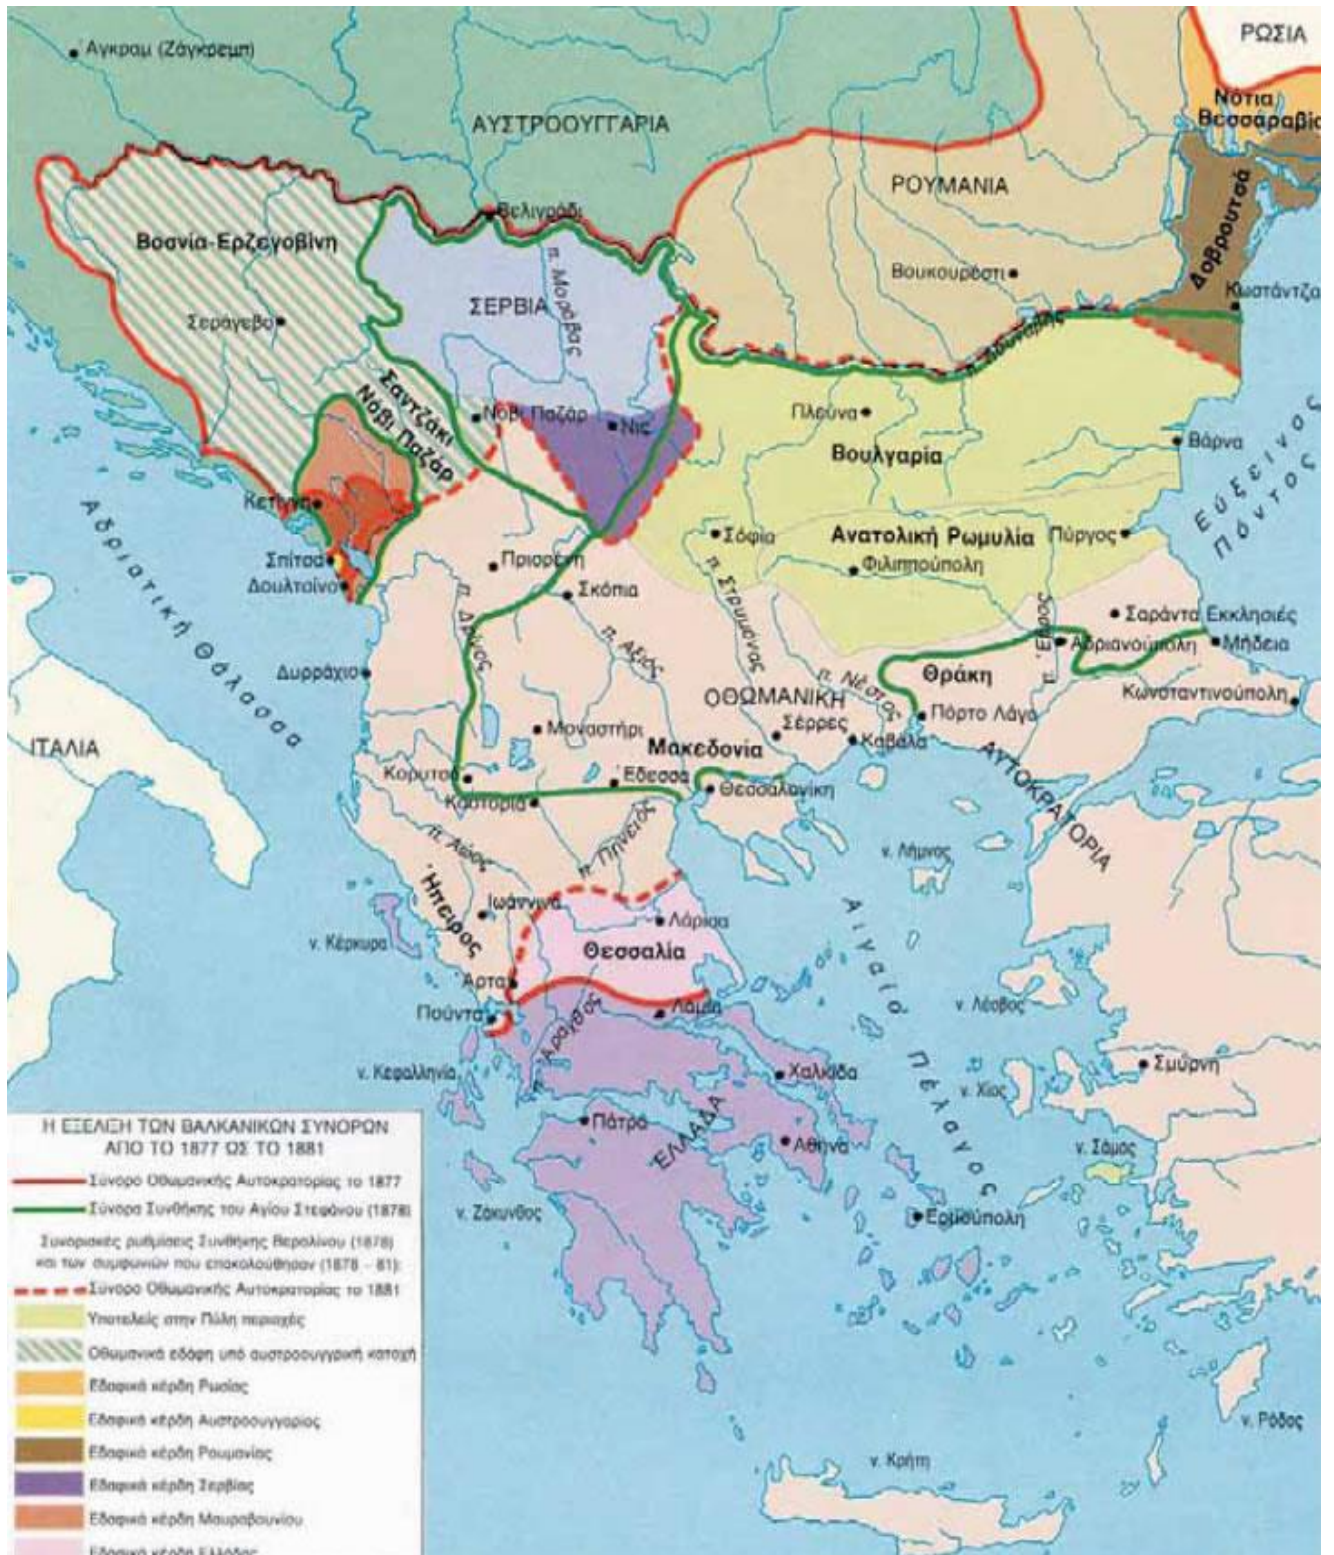 ΡΩΣΙΑ
Άγκραμ (Ζάγκρεμπ)
Νότια
Βεσσαραβία
ΑΥΣΤΡΟΟΥΓΓΑΡΙΑ
ΡΟΥΜΑΝΙΑ
Δοβρουτσά
Βελιγράδι
Βοσνία-Ερζεγοβίνη
π. Μοράβας
Βουκουρέστι
Κωστάντζα
ΣΕΡΒΙΑ
Σεράγεβο
Δούναβης
Σαντζάκι
Νόβι Παζάρ
Νόβι Παζάρ
Νις
Πλεύνα
Βάρνα
Βουλγαρία
Εύξεινος
Πόντος
Κετίγνη
Αδριατική Θάλασσα
Σόφια
Ανατολική Ρωμυλία
Πύργος
Σπίτσα
Πρισρένη
Φιλιππούπολη
Δουλτσίνο
Σκόπια
π. Στρυμόνας
π. Δρίνος
π. Αξιός
Σαράντα Εκκλησιές
π. Έβρος
Αδριανούπολη
Μήδεια
Δυρράχιο
Θράκη
π. Νέστος
ΟΘΩΜΑΝΙΚΗ
Κωνσταντινούπολη
Σέρρες
Πόρτο Λάγο
Μοναστήρι
Μακεδονία
Καβάλα
ΙΤΑΛΙΑ
ΑΥΤΟΚΡΑΤΟΡΙΑ
Κορυτσά
Έδεσσα
Θεσσαλονίκη
Καστοριά
π. Πηνειός
π. Αώος
ν. Λήμνος
Ήπειρος
Ιωάννινα
Λάρισα
ν. Κέρκυρα
Θεσσαλία
Αιγαίο Πέλαγος
Άρτα
Πούντα
π. Άραχθος
Λαμία
ν. Λέσβος
ν. Κεφαλληνία
Χαλκίδα
Σμύρνη
ν. Χίος
Πάτρα
ΕΛΛΑΔΑ
Αθήνα
ν. Σάμος
ν. Ζάκυνθος
Ερμούπολη
ν. Ρόδος
ν. Κρήτη
Η ΕΞΕΛΙΞΗ ΤΩΝ ΒΑΛΚΑΝΙΚΩΝ ΣΥΝΟΡΩΝ
ΑΠΟ ΤΟ 1877 ΩΣ ΤΟ 1881
Σύνορο Οθωμανικής Αυτοκρατορίας το 1877
Σύνορα Συνθήκης του Αγίου Στεφάνου (1878)
Συνοριακές ρυθμίσεις Συνθήκης Βερολίνου (1878)
και των συμφωνιών που επακολούθησαν (1878 - 81):
Σύνορο Οθωμανικής Αυτοκρατορίας το 1881
Υποτελείς στην Πύλη περιοχές
Οθωμανικά εδάφη υπό αυστροουγγρική κατοχή
Εδαφικά κέρδη Ρωσίας
Εδαφικά κέρδη Αυστροουγγαρίας
Εδαφικά κέρδη Ρουμανίας
Εδαφικά κέρδη Σερβίας
Εδαφικά κέρδη Μαυροβουνίου
Εδαφικά κέρδη Ελλάδας